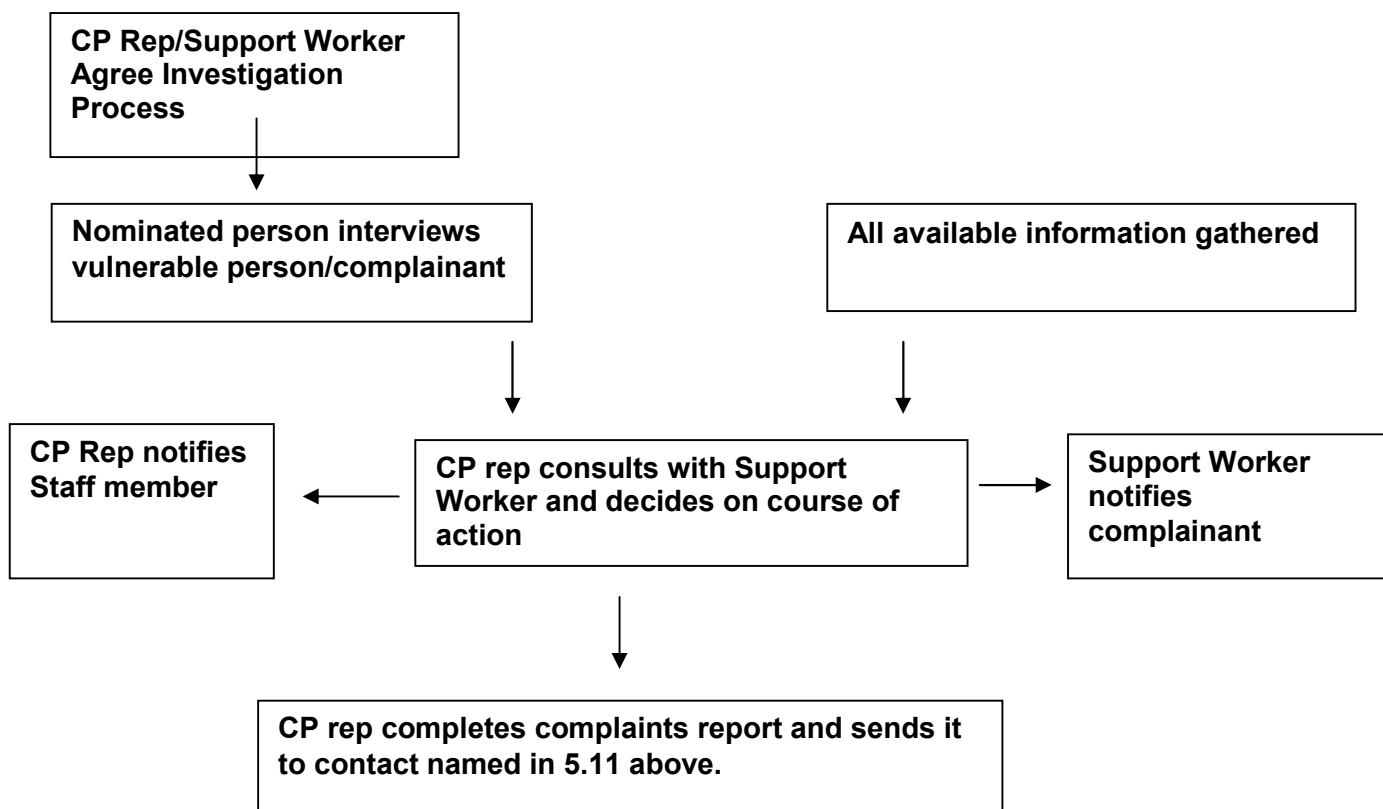 CP Rep/Support Worker
Agree Investigation
Process
Nominated person interviews
vulnerable person/complainant
All available information gathered
CP Rep notifies
Staff member
CP rep consults with Support
Worker and decides on course of
action
Support Worker
notifies
complainant
CP rep completes complaints report and sends it
to contact named in 5.11 above.